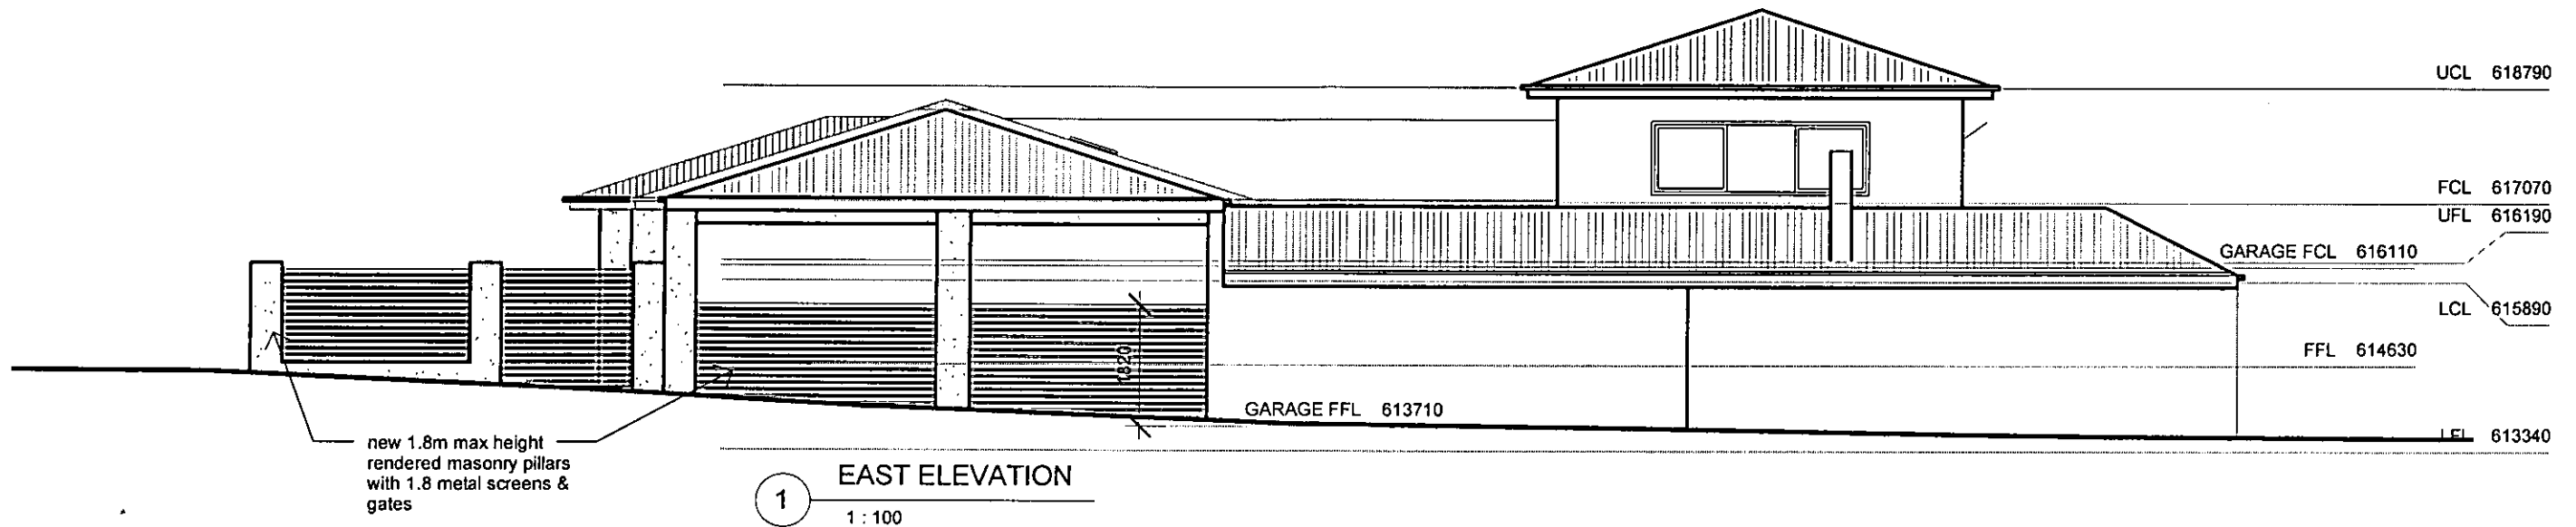 UCL 618790
FCL 617070
UFL 616190
GARAGE FCL 616110
LCL 615890
FFL 614630
1820
GARAGE FFL 613710
LFL 613340
new 1.8m max height
rendered masonry pillars
with 1.8 metal screens &
gates
1 EAST ELEVATION
1 : 100